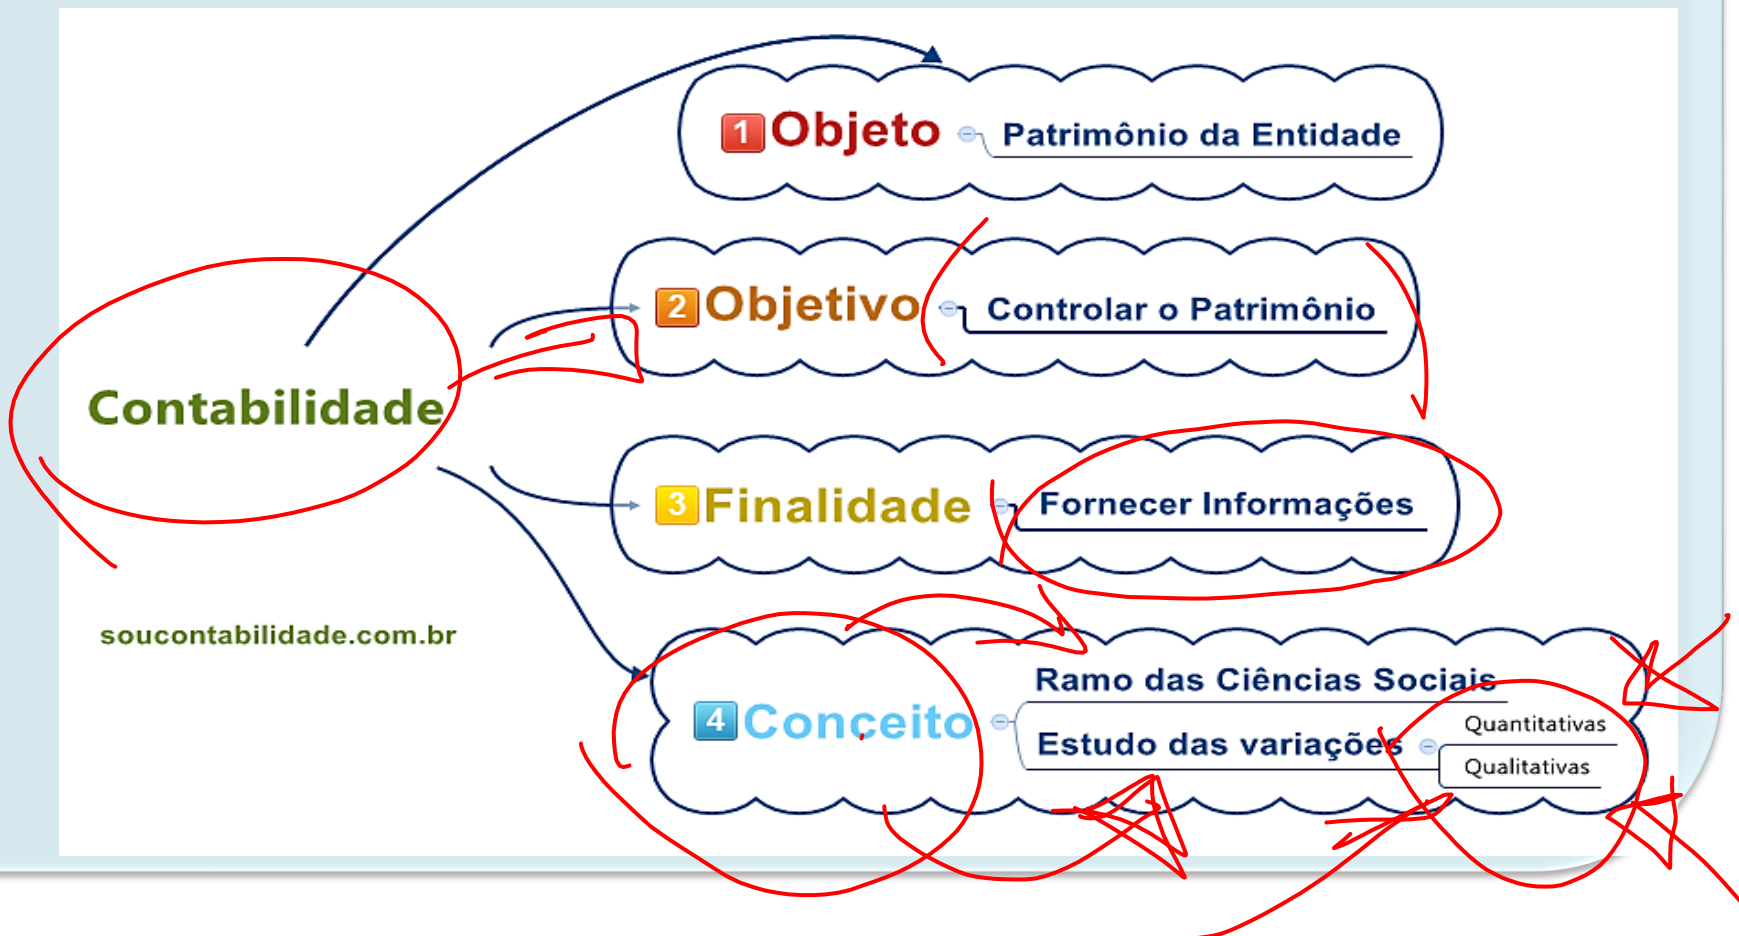 1 Objeto Patrimônio da Entidade
2 Objetivo Controlar o Patrimônio
Contabilidade
3 Finalidade Fornecer Informações
soucontabilidade.com.br
4 Conceito
Ramo das Ciências Sociais
Estudo das variações
Quantitativas
Qualitativas